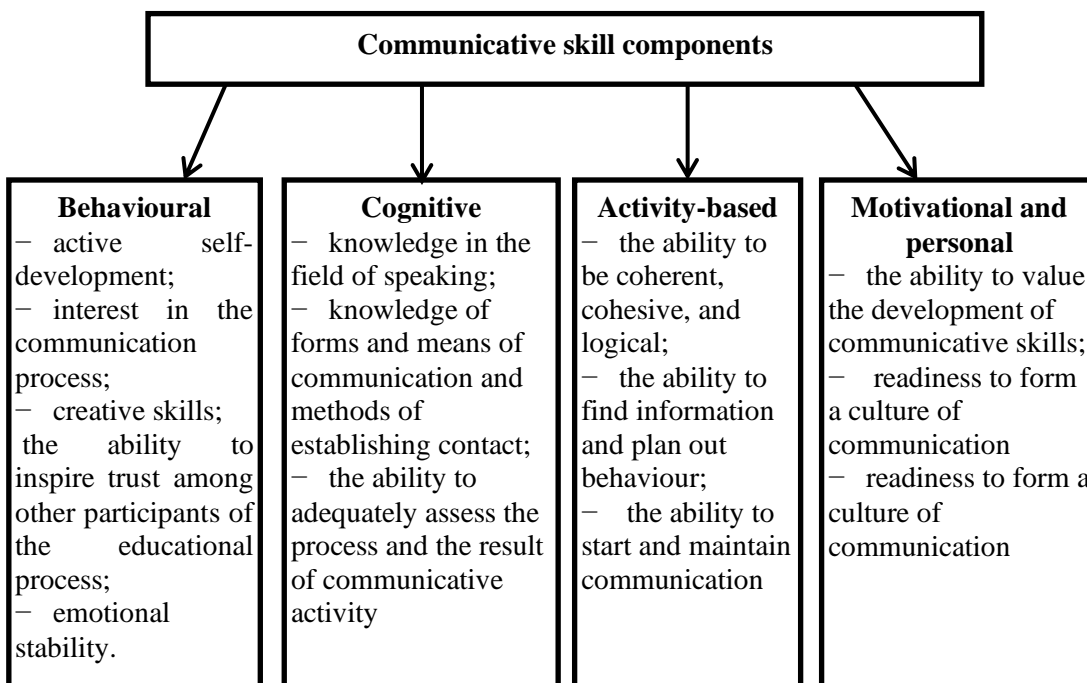 Communicative skill components
Behavioural
− active self-
development;
− interest in the
communication
process;
− creative skills;
the ability to
inspire trust among
other participants of
the educational
process;
− emotional
stability.
Cognitive
− knowledge in the
field of speaking;
− knowledge of
forms and means of
communication and
methods of
establishing contact;
− the ability to
adequately assess the
process and the result
of communicative
activity
Activity-based
− the ability to
be coherent,
cohesive, and
logical;
− the ability to
find information
and plan out
behaviour;
− the ability to
start and maintain
communication
Motivational and
personal
− the ability to value
the development of
communicative skills;
− readiness to form
a culture of
communication
− readiness to form a
culture of
communication